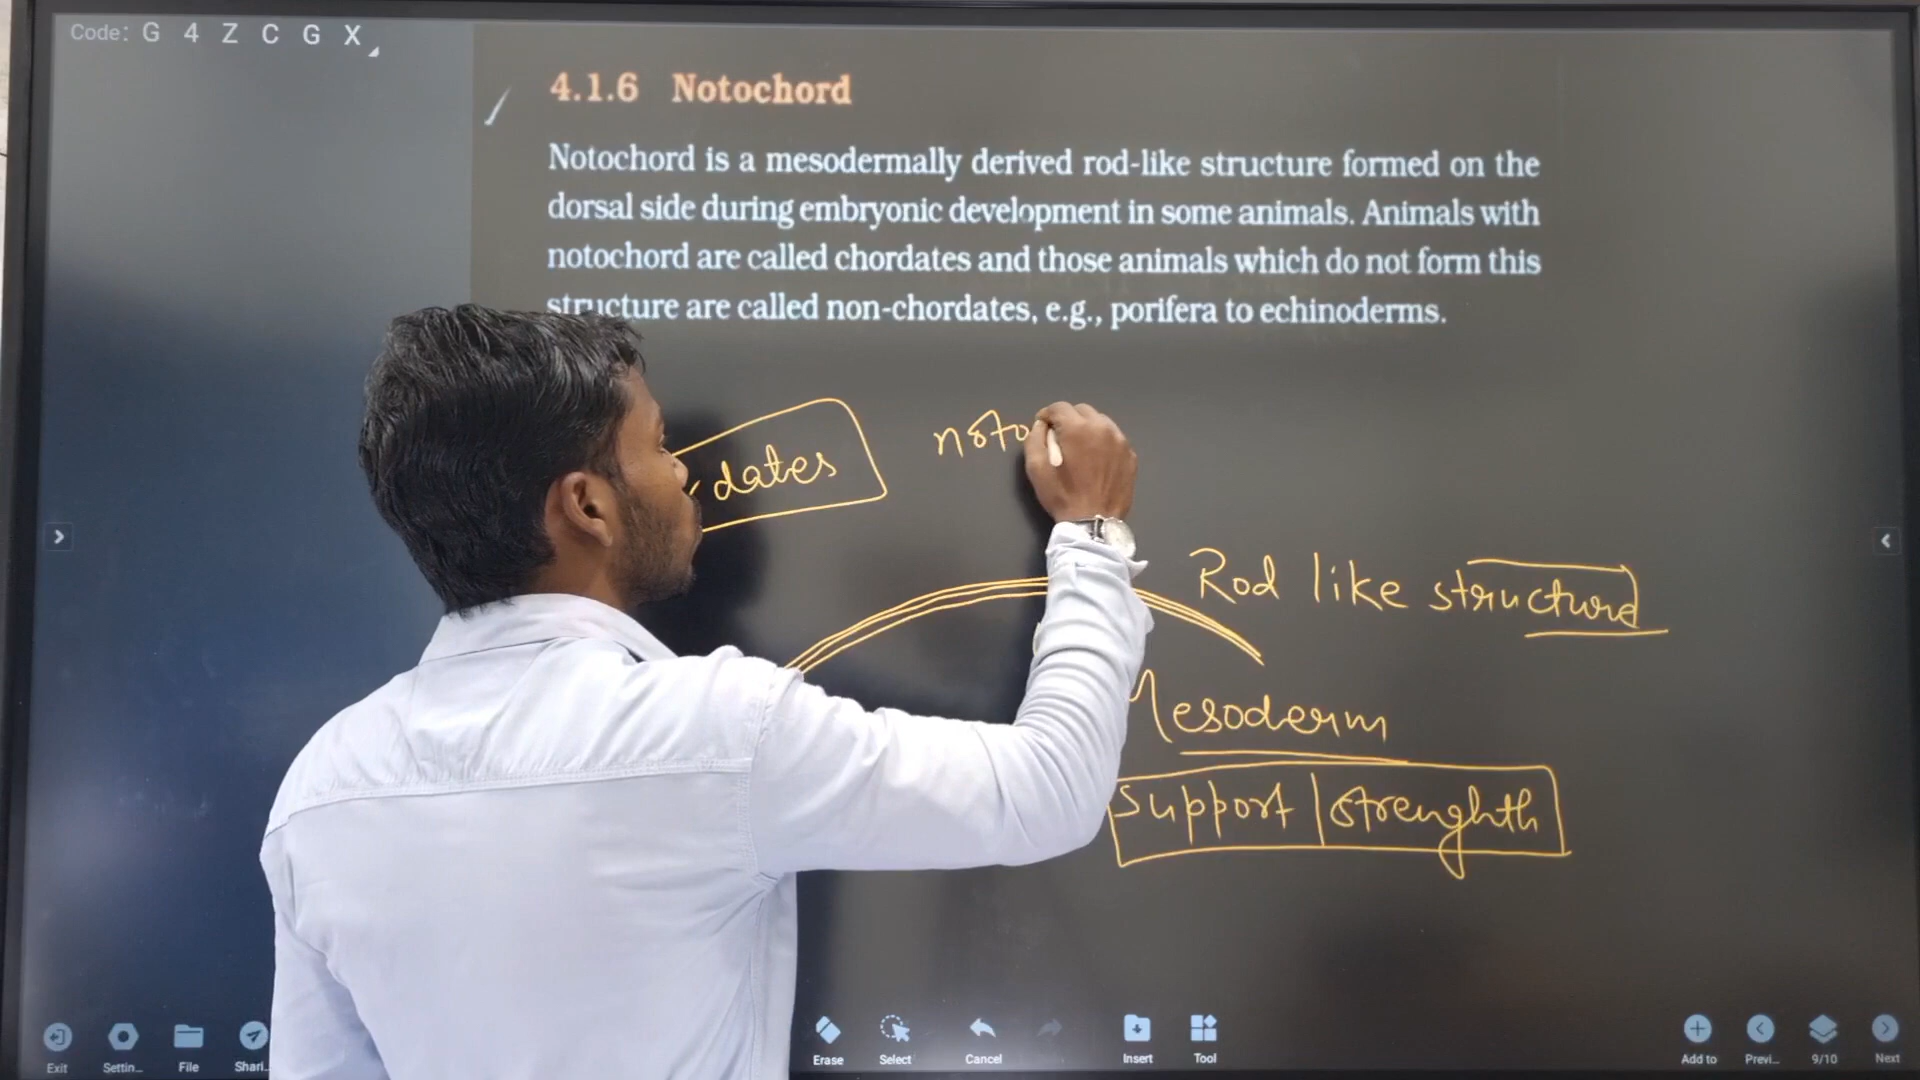 Code: G 4 Z C G X
4.1.6 Notochord
Notochord is a mesodermally derived rod-like structure formed on the
dorsal side during embryonic development in some animals. Animals with
notochord are called chordates and those animals which do not form this
structure are called non-chordates, e.g., porifera to echinoderms.
dates noto
Rod like structure
Mesoderm
Support | strenghth
Exit Settin... File Shari... Erase Select Cancel Insert Tool Add to Previ... 9/10 Next